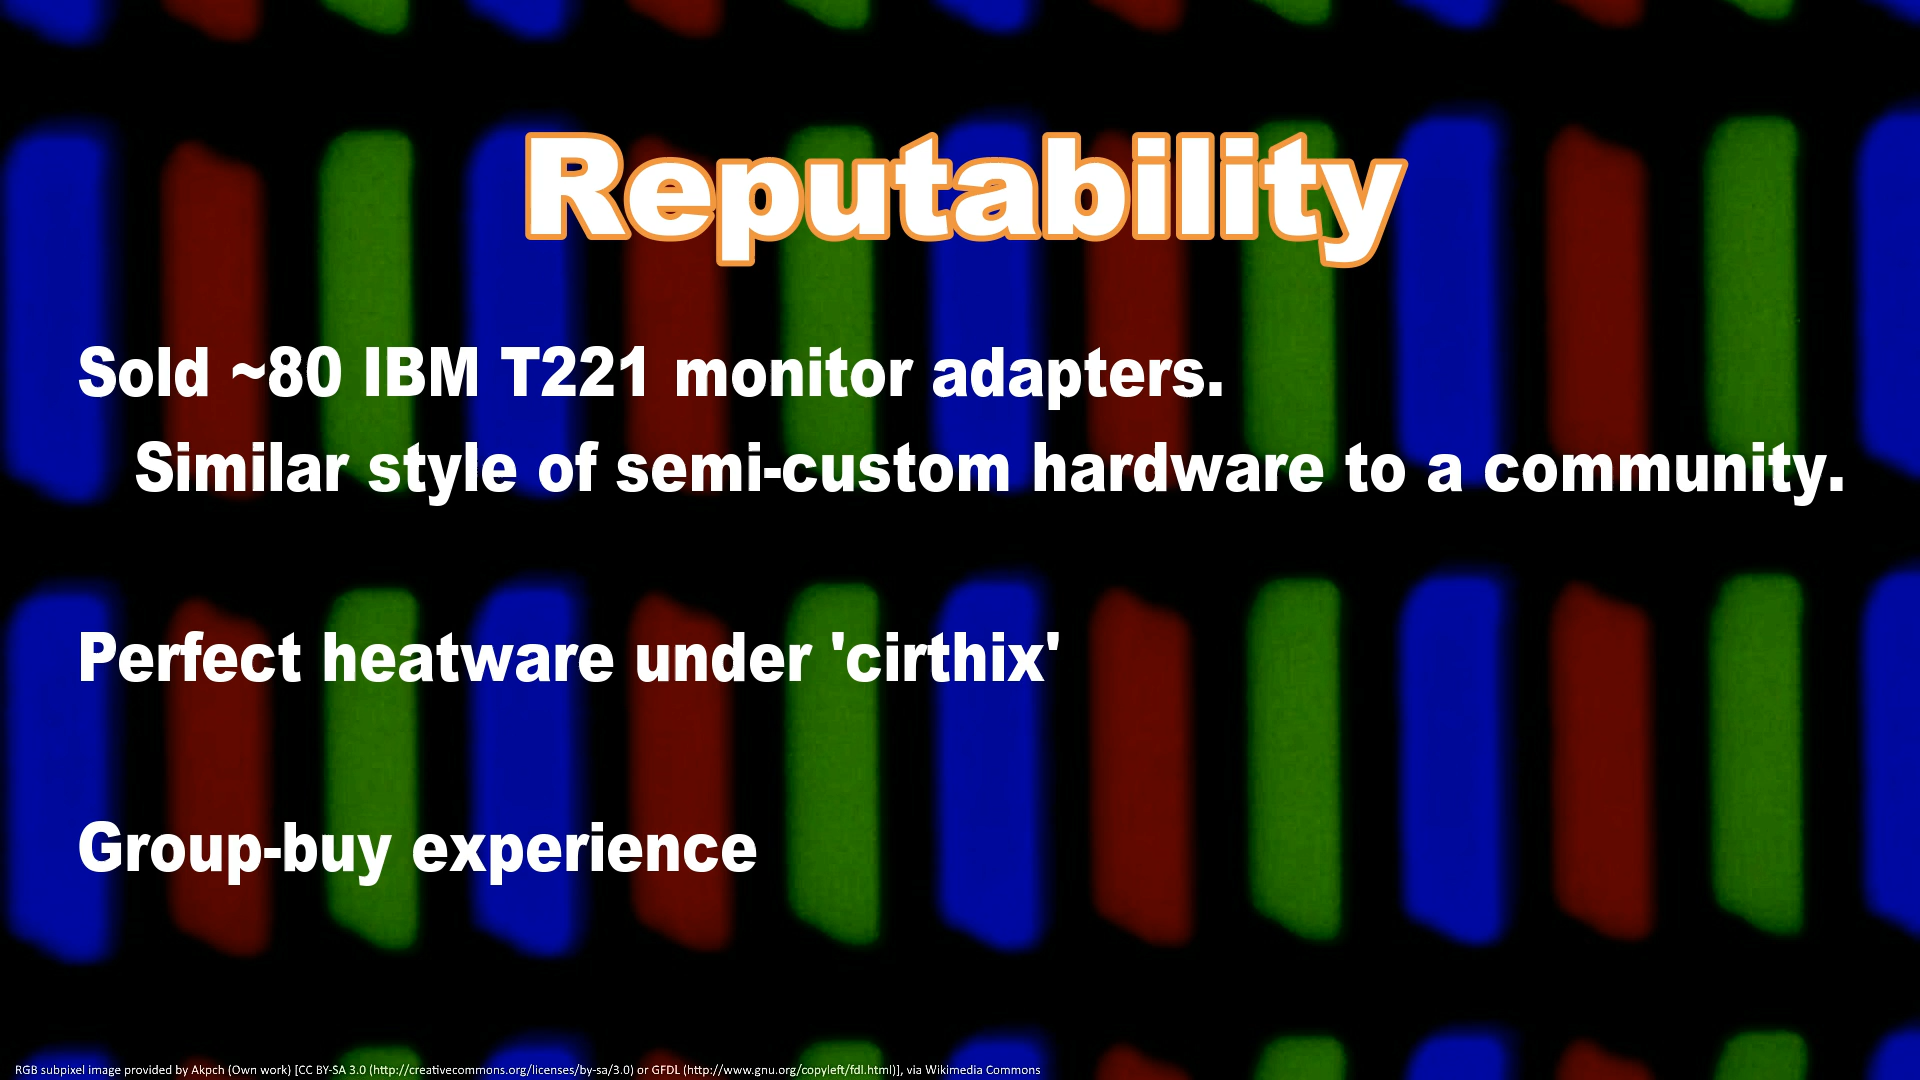 Reputability
Sold ~80 IBM T221 monitor adapters.
Similar style of semi-custom hardware to a community.
Perfect heatware under 'cirthix'
Group-buy experience
RGB subpixel image provided by Akpch (Own work) [CC BY-SA 3.0 (http://creativecommons.org/licenses/by-sa/3.0) or GFDL (http://www.gnu.org/copyleft/fdl.html)], via Wikimedia Commons